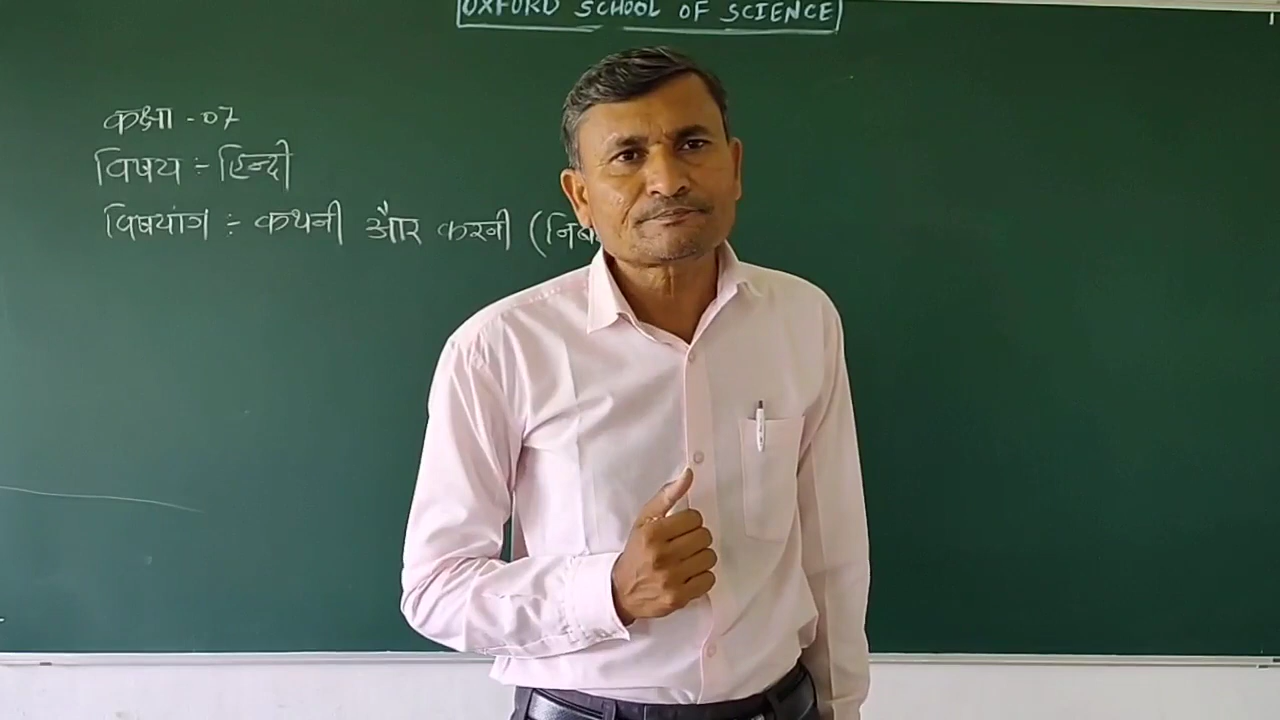 OXFORD SCHOOL OF SCIENCE
कक्षा - 07
विषय ÷ हिन्दी
विषयांग ÷ कथनी और करनी (निब